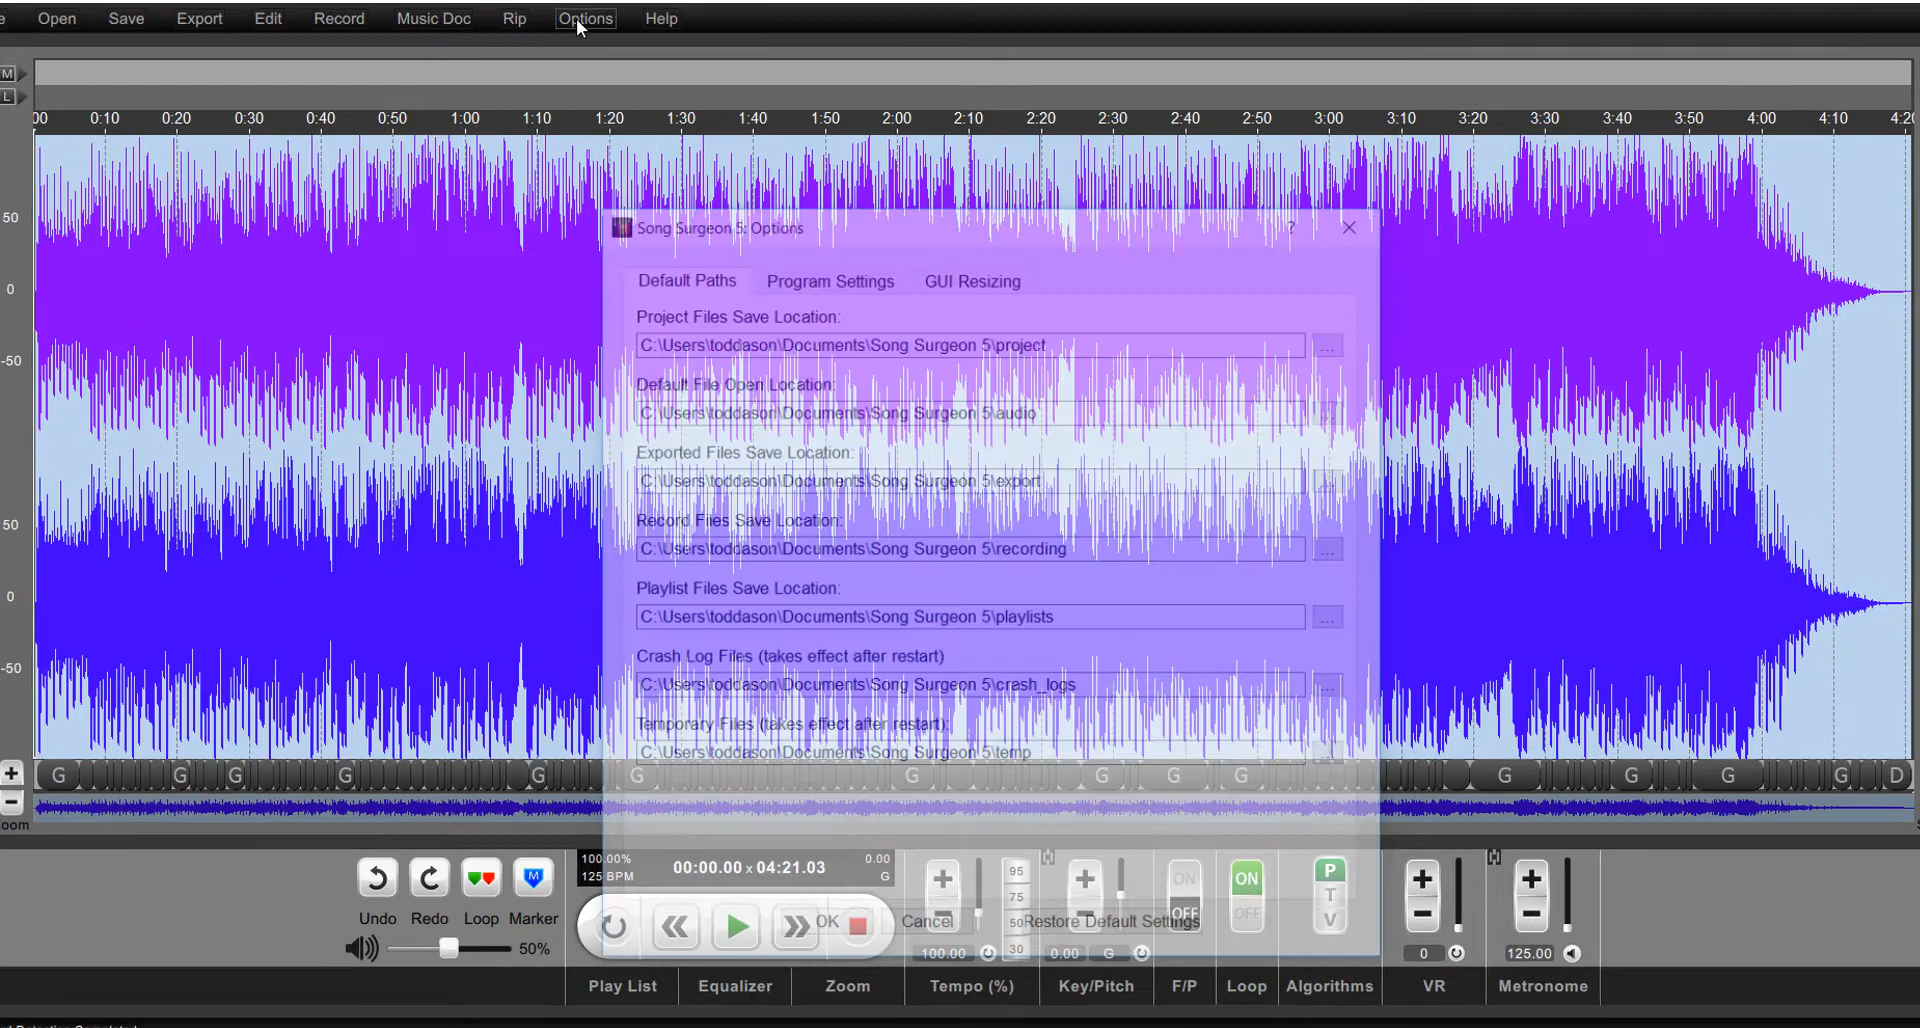 Open Save Export Edit Record Music Doc Rip Options Help
M
L
00 0:10 0:20 0:30 0:40 0:50 1:00 1:10 1:20 1:30 1:40 1:50 2:00 2:10 2:20 2:30 2:40 2:50 3:00 3:10 3:20 3:30 3:40 3:50 4:00 4:10 4:20
50
0
-50
50
0
-50
Song Surgeon 5: Options ?
Default Paths Program Settings GUI Resizing
Project Files Save Location:
C:\Users\toddason\Documents\Song Surgeon 5\project ...
Default File Open Location:
C:\Users\toddason\Documents\Song Surgeon 5\audio ...
Exported Files Save Location:
C:\Users\toddason\Documents\Song Surgeon 5\export ...
Record Files Save Location:
C:\Users\toddason\Documents\Song Surgeon 5\recording ...
Playlist Files Save Location:
C:\Users\toddason\Documents\Song Surgeon 5\playlists ...
Crash Log Files (takes effect after restart)
C:\Users\toddason\Documents\Song Surgeon 5\crash_logs ...
Temporary Files (takes effect after restart):
C:\Users\toddason\Documents\Song Surgeon 5\temp ...
OK Cancel Restore Default Settings
G G G G G G G G G G G G G G D
Undo Redo Loop Marker
M
50%
100.00%
125 BPM
00:00.00 x 04:21.03
0.00
G
100.00
95
75
50
30
0.00 G
ON
OFF
ON
OFF
P
T
V
0
125.00
Play List Equalizer Zoom Tempo (%) Key/Pitch F/P Loop Algorithms VR Metronome